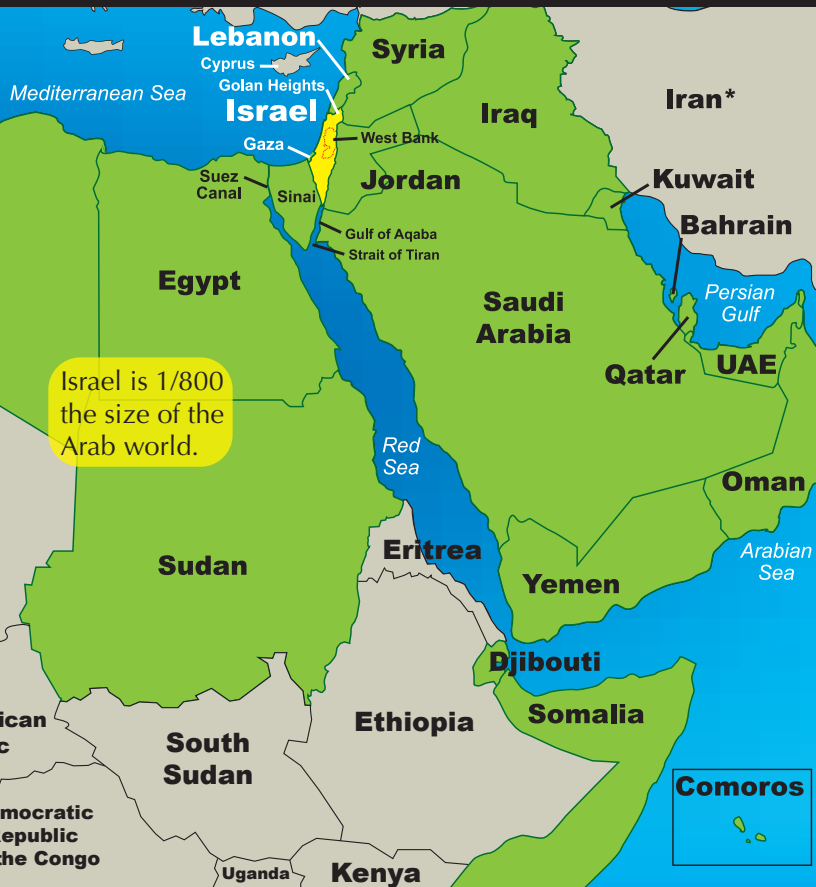 Lebanon
Syria
Cyprus
Golan Heights
Mediterranean Sea
Iran*
Israel
Iraq
West Bank
Gaza
Suez
Canal
Sinai
Jordan
Kuwait
Bahrain
Gulf of Aqaba
Strait of Tiran
Egypt
Saudi
Arabia
Persian
Gulf
Qatar
UAE
Israel is 1/800
the size of the
Arab world.
Red
Sea
Oman
Eritrea
Arabian
Sea
Sudan
Yemen
Djibouti
Somalia
Ethiopia
ican
c
South
Sudan
Comoros
mocratic
epublic
the Congo
Uganda
Kenya